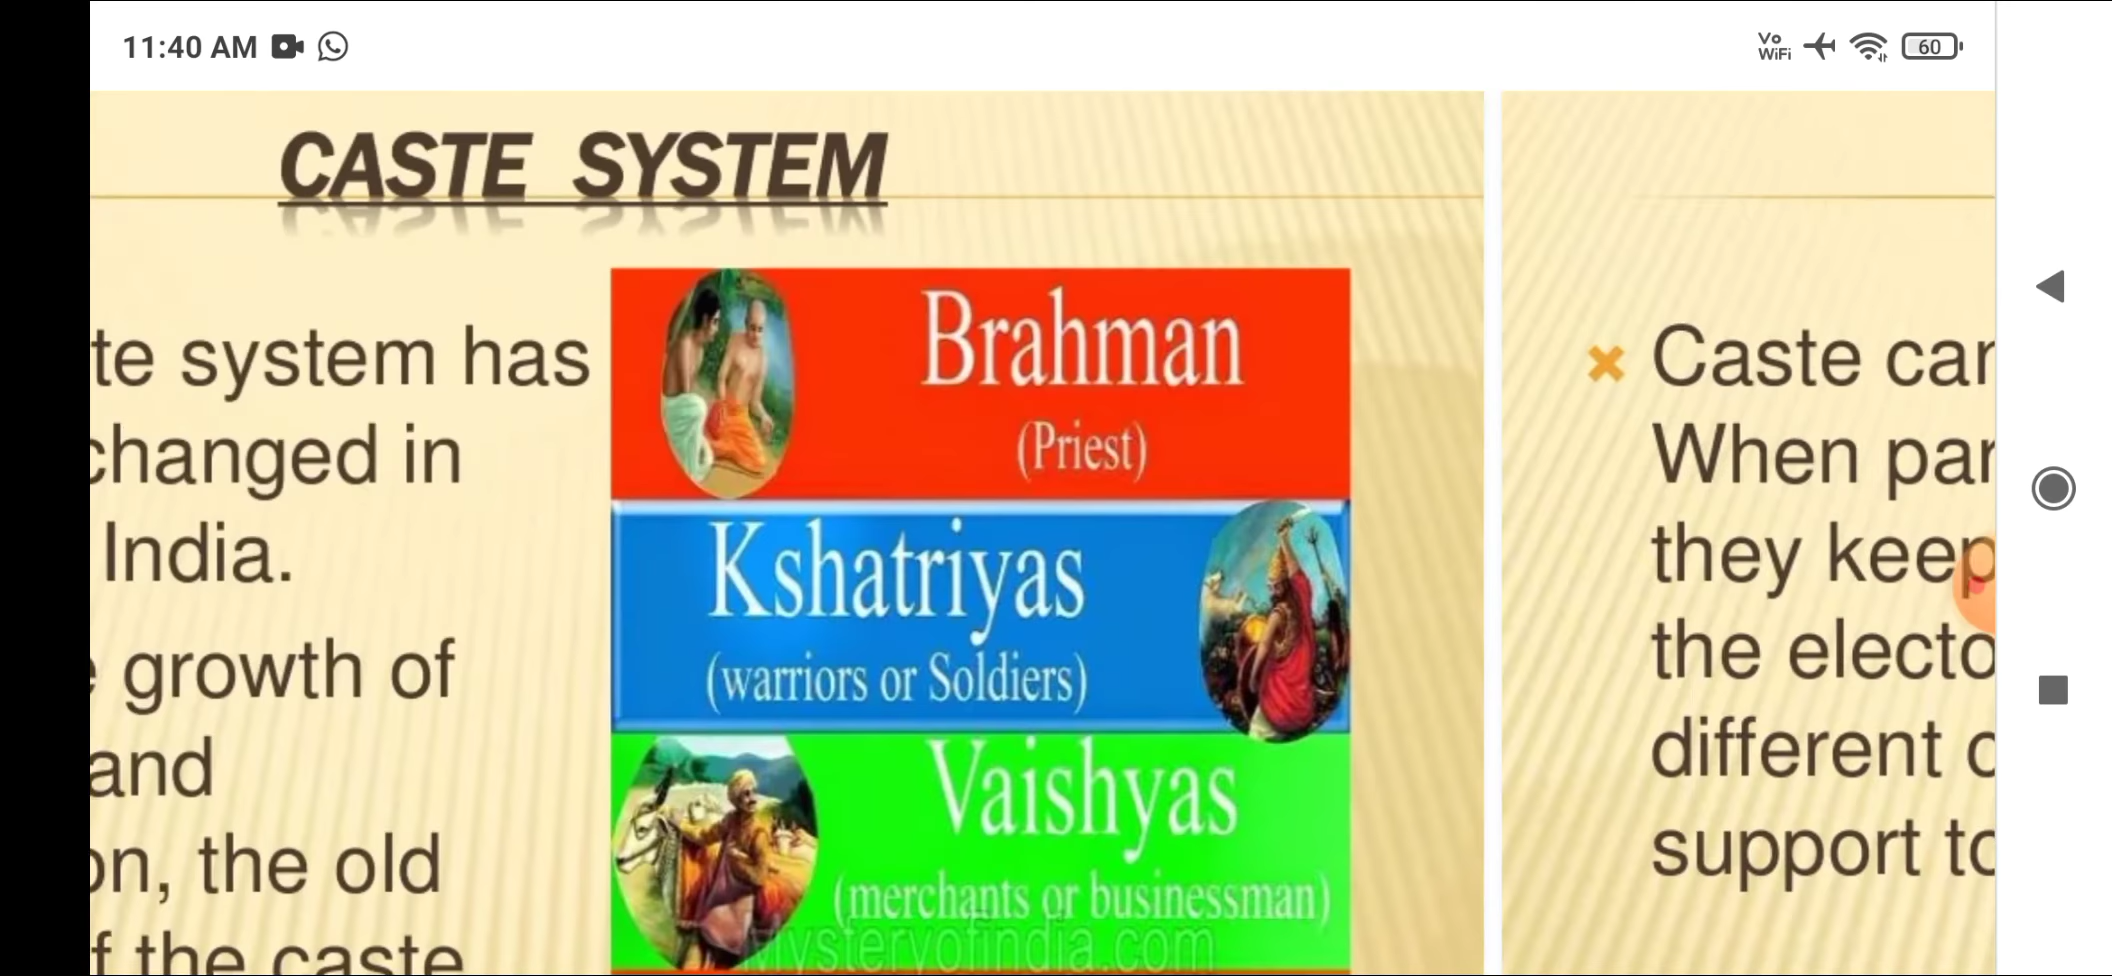 11:40 AM
Vo
WiFi
60
CASTE SYSTEM
te system has
changed in
India.
growth of
and
on, the old
f the caste
Brahman
(Priest)
Kshatriyas
(warriors or Soldiers)
Vaishyas
(merchants or businessman)
Mysteryofindia.com
Caste can
When par
they keep
the electo
different c
support to